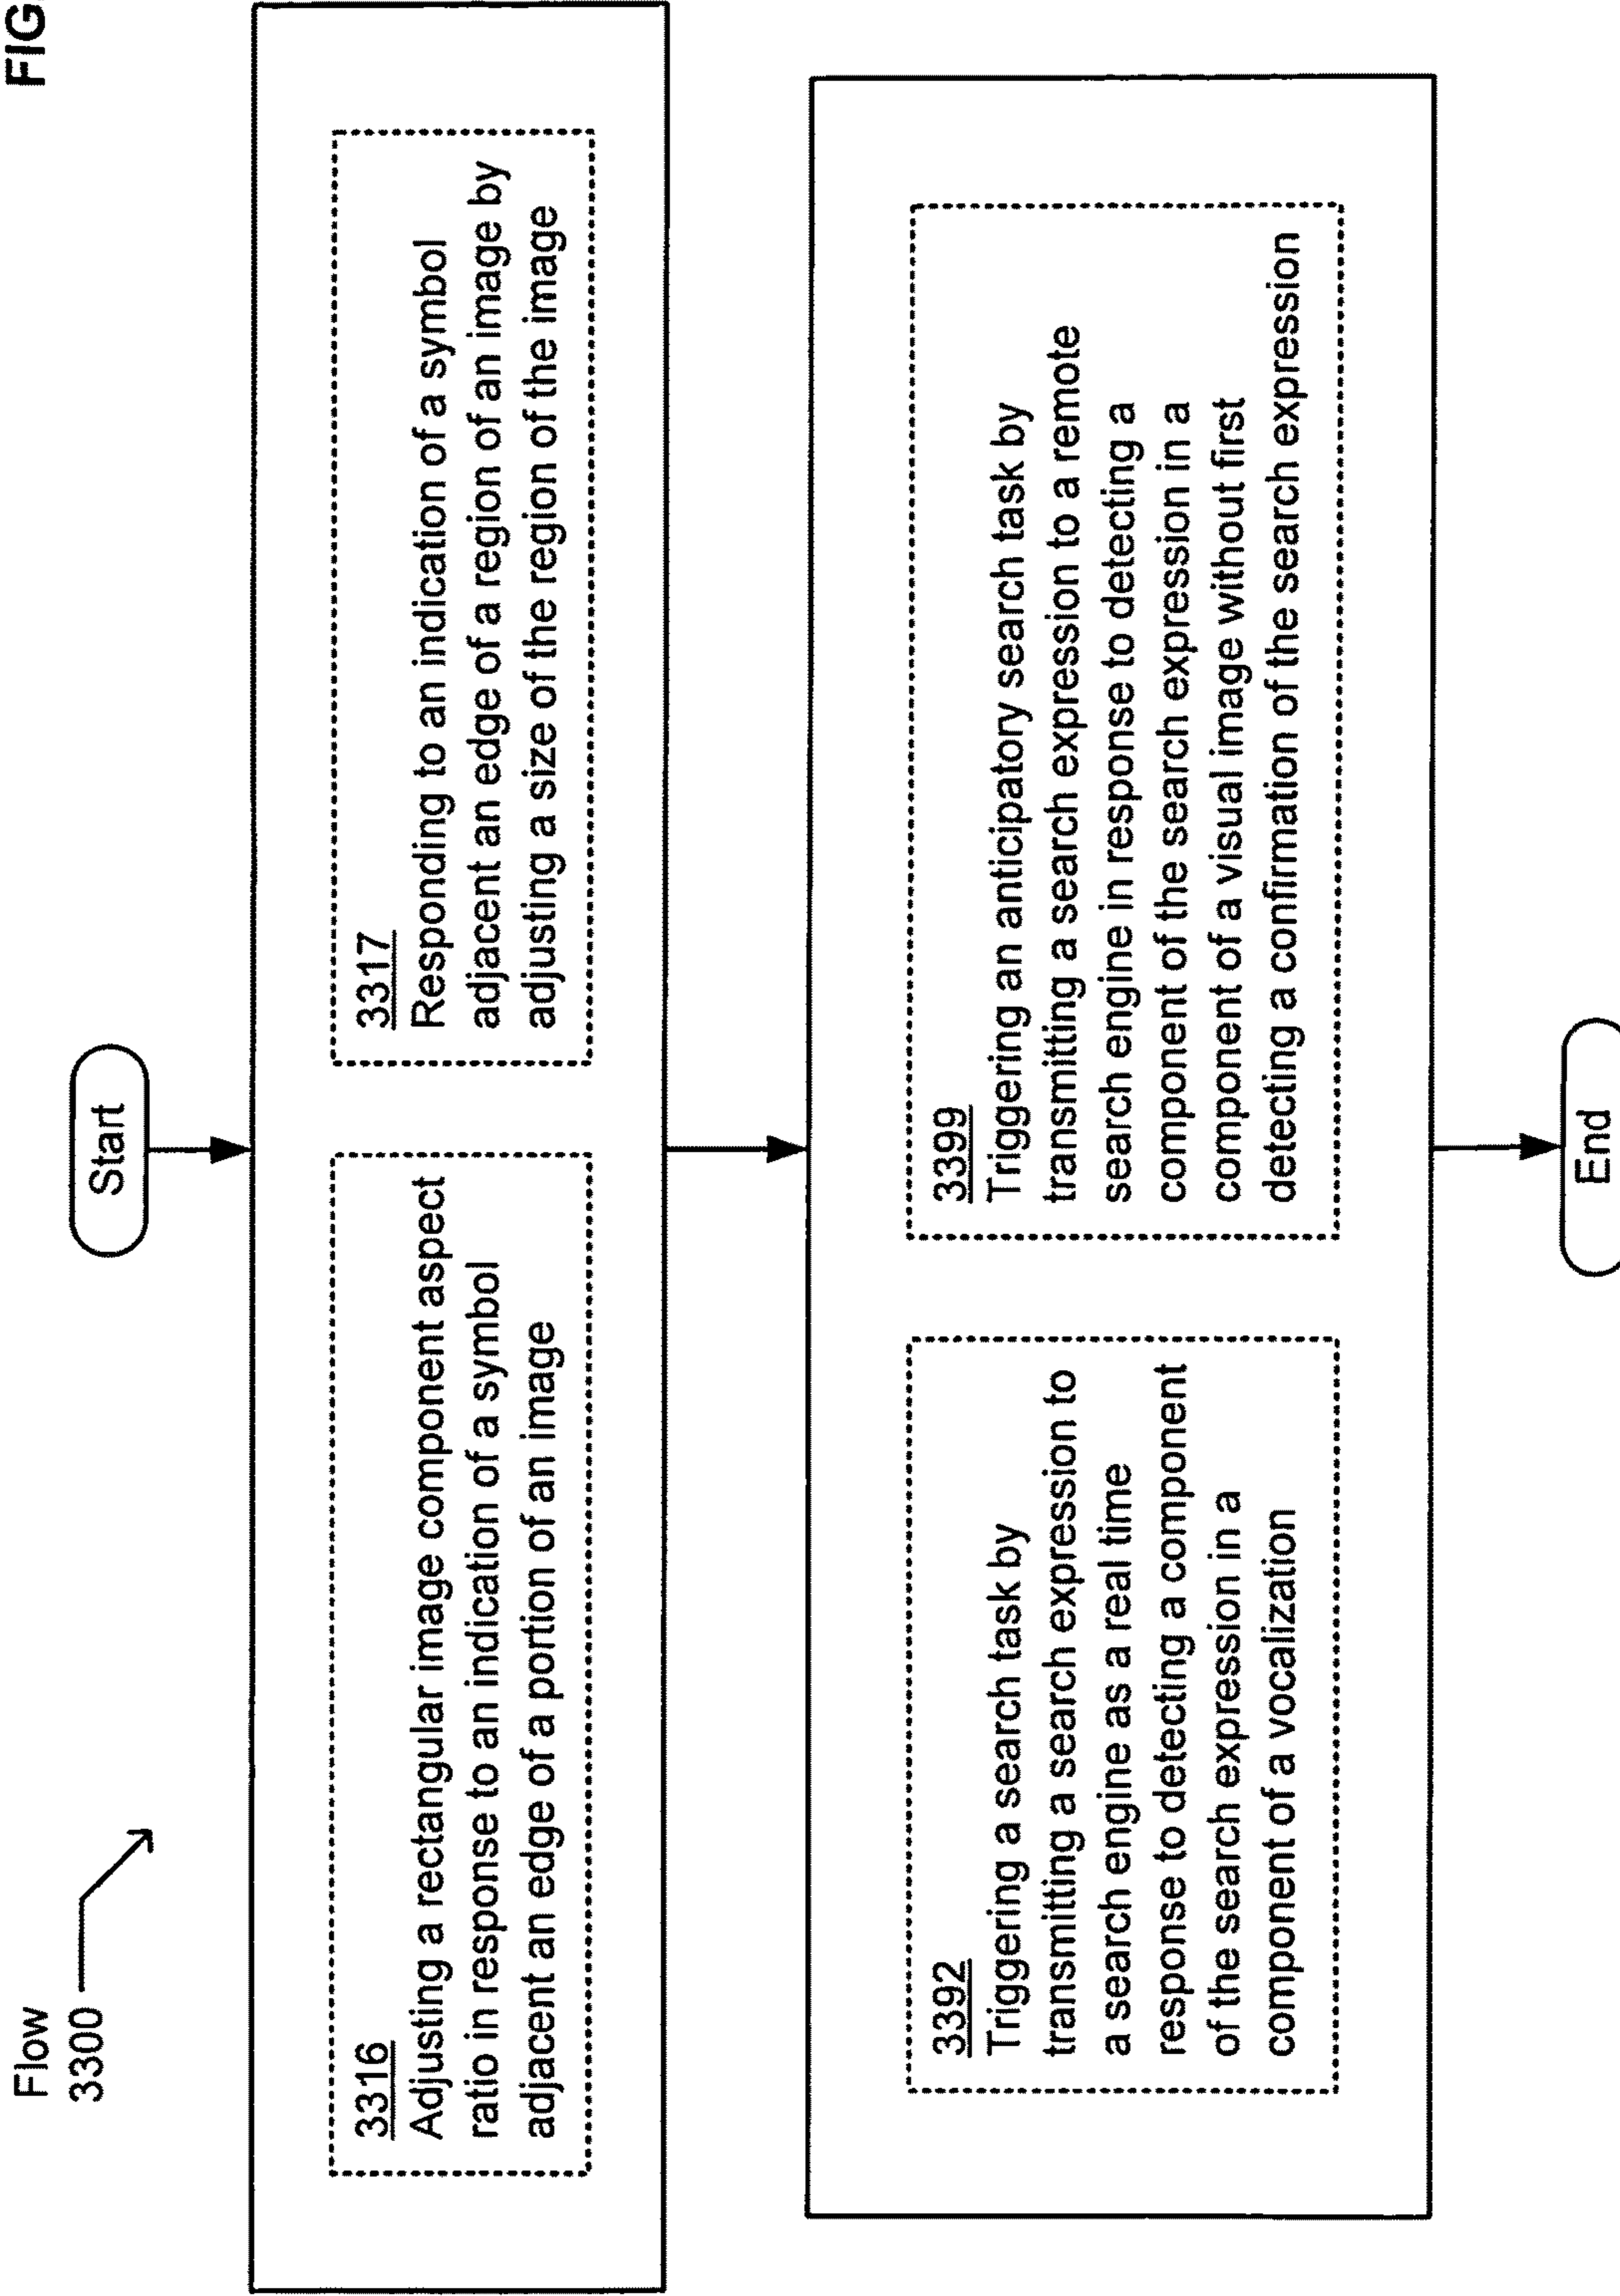 FIG
Flow
3300
Start
3316
Adjusting a rectangular image component aspect
ratio in response to an indication of a symbol
adjacent an edge of a portion of an image
3317
Responding to an indication of a symbol
adjacent an edge of a region of an image by
adjusting a size of the region of the image
3392
Triggering a search task by
transmitting a search expression to
a search engine as a real time
response to detecting a component
of the search expression in a
component of a vocalization
3399
Triggering an anticipatory search task by
transmitting a search expression to a remote
search engine in response to detecting a
component of the search expression in a
component of a visual image without first
detecting a confirmation of the search expression
End